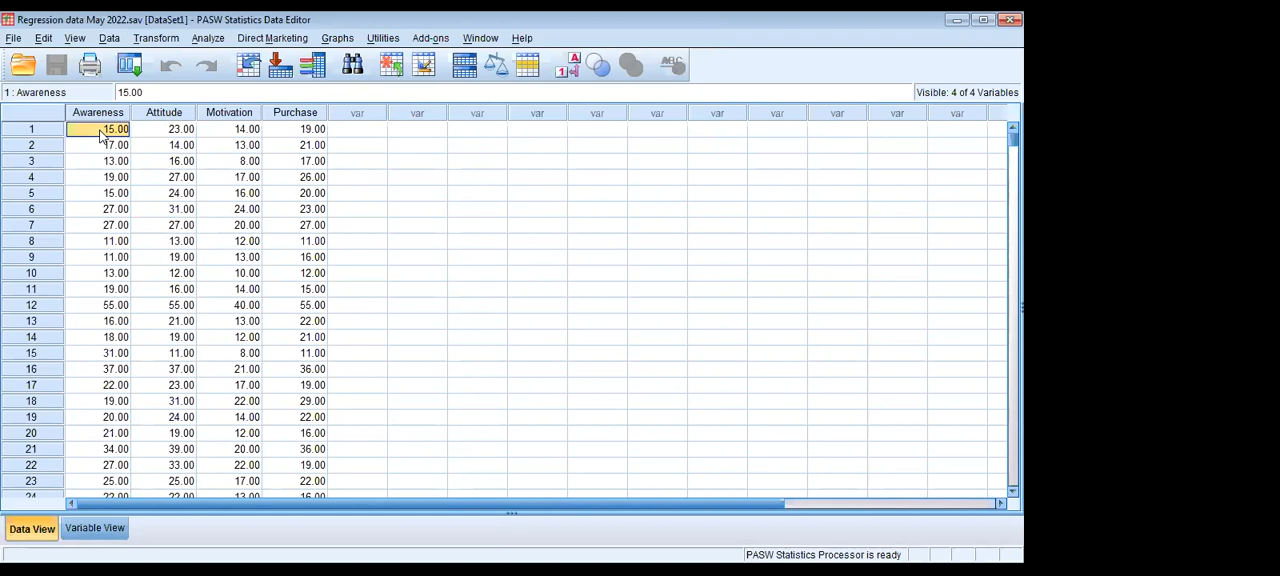 Regression data May 2022.sav [DataSet1] - PASW Statistics Data Editor
File Edit View Data Transform Analyze Direct Marketing Graphs Utilities Add-ons Window Help
1 : Awareness 15.00 Visible: 4 of 4 Variables
Awareness Attitude Motivation Purchase var var var var var var var var var var var
1 15.00 23.00 14.00 19.00
2 17.00 14.00 13.00 21.00
3 13.00 16.00 8.00 17.00
4 19.00 27.00 17.00 26.00
5 15.00 24.00 16.00 20.00
6 27.00 31.00 24.00 23.00
7 27.00 27.00 20.00 27.00
8 11.00 13.00 12.00 11.00
9 11.00 19.00 13.00 16.00
10 13.00 12.00 10.00 12.00
11 19.00 16.00 14.00 15.00
12 55.00 55.00 40.00 55.00
13 16.00 21.00 13.00 22.00
14 18.00 19.00 12.00 21.00
15 31.00 11.00 8.00 11.00
16 37.00 37.00 21.00 36.00
17 22.00 23.00 17.00 19.00
18 19.00 31.00 22.00 29.00
19 20.00 24.00 14.00 22.00
20 21.00 19.00 12.00 16.00
21 34.00 39.00 20.00 36.00
22 27.00 33.00 22.00 19.00
23 25.00 25.00 17.00 22.00
24 22.00 22.00 13.00 16.00
Data View Variable View
PASW Statistics Processor is ready